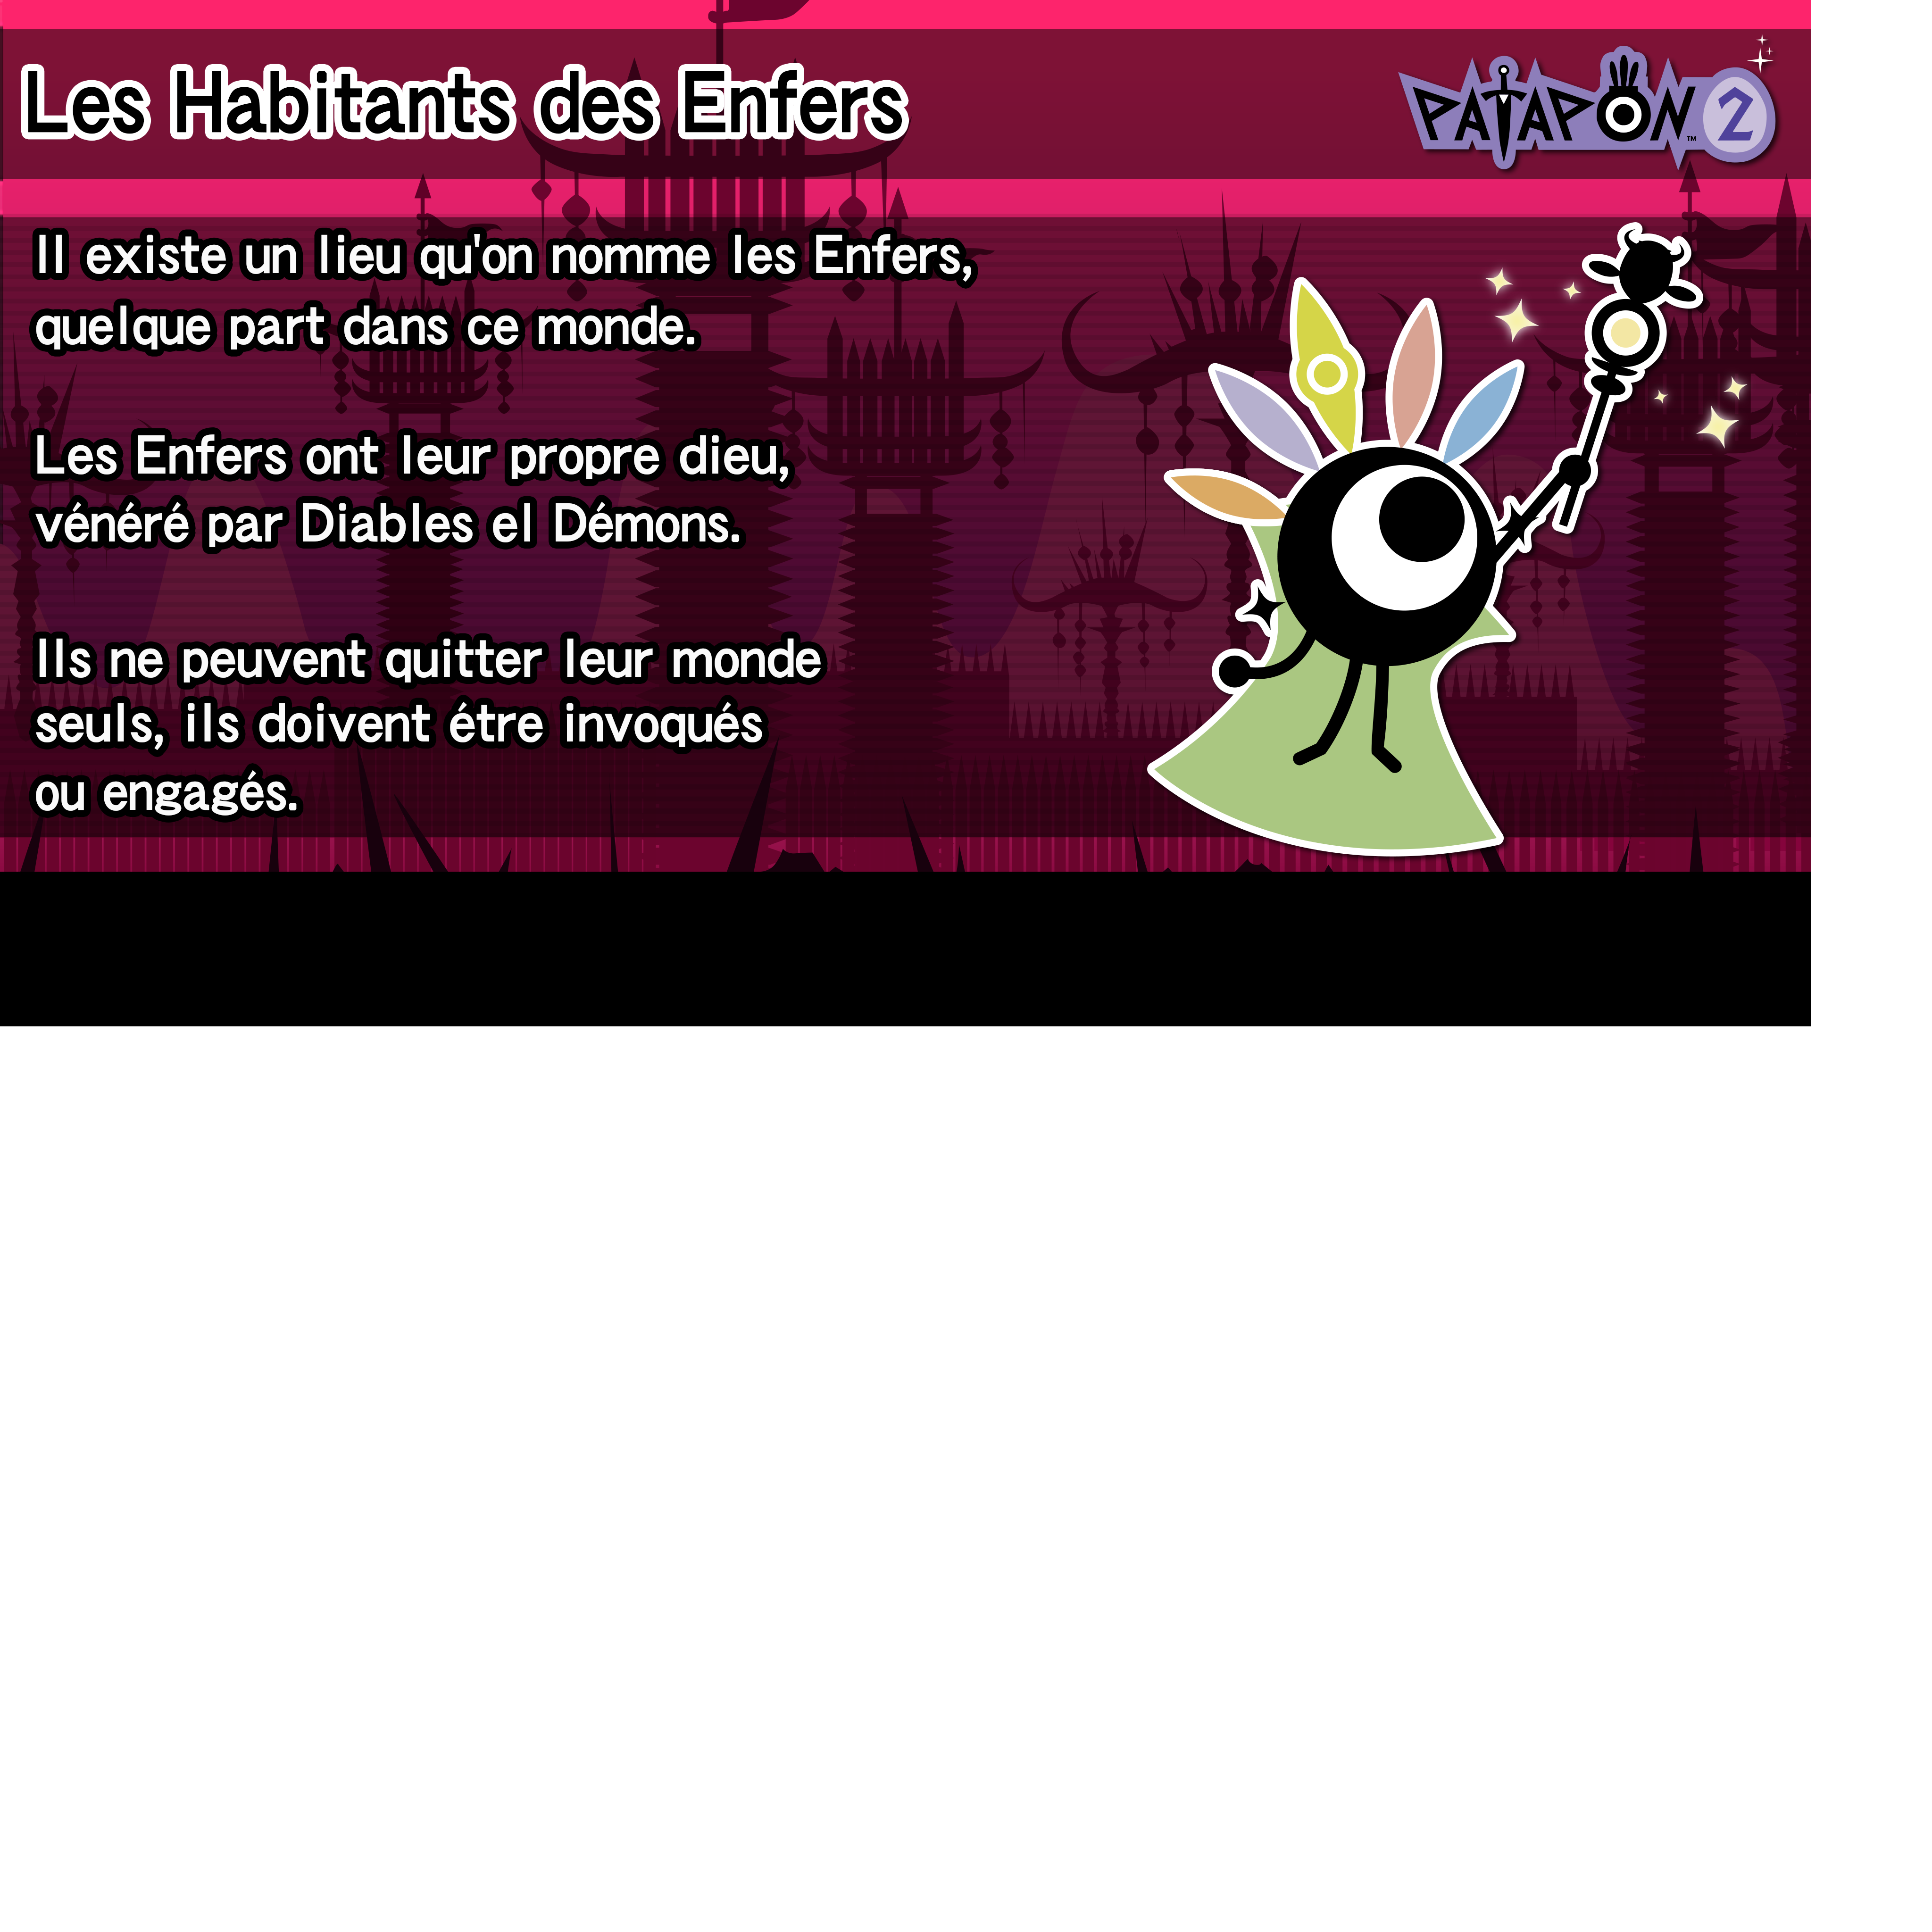 Les Habitants des Enfers
PATAPON™ 2
Il existe un lieu qu'on nomme les Enfers,
quelque part dans ce monde.
Les Enfers ont leur propre dieu,
vénéré par Diables el Démons.
Ils ne peuvent quitter leur monde
seuls, ils doivent étre invoqués
ou engagés.